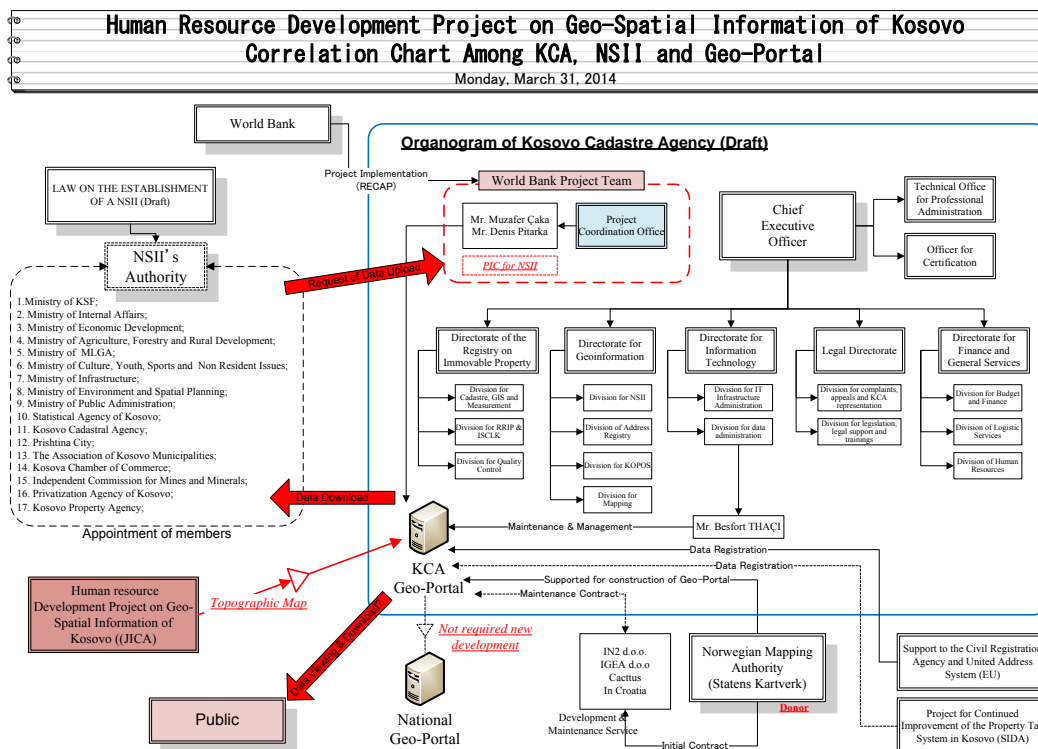 Human Resource Development Project on Geo-Spatial Information of Kosovo
Correlation Chart Among KCA, NSII and Geo-Portal
Monday, March 31, 2014
World Bank
Organogram of Kosovo Cadastre Agency (Draft)
Project Implementation
(RECAP)
World Bank Project Team
LAW ON THE ESTABLISHMENT
OF A NSII (Draft)
Mr. Muzafer Çaka
Mr. Denis Pitarka
Project
Coordination Office
PIC for NSII
Chief
Executive
Officer
Technical Office
for Professional
Administration
Officer for
Certification
NSII's
Authority
Request of Data Upload
1.Ministry of KSF;
2. Ministry of Internal Affairs;
3. Ministry of Economic Development;
4. Ministry of Agriculture, Forestry and Rural Development;
5. Ministry of  MLGA;
6. Ministry of Culture, Youth, Sports and  Non Resident Issues;
7. Ministry of Infrastructure;
8. Ministry of Environment and Spatial Planning;
9. Ministry of Public Administration;
10. Statistical Agency of Kosovo;
11. Kosovo Cadastral Agency;
12. Prishtina City;
13. The Association of Kosovo Municipalities;
14. Kosova Chamber of Commerce;
15. Independent Commission for Mines and Minerals;
16. Privatization Agency of Kosovo;
17. Kosovo Property Agency;
Appointment of members
Directorate of the
Registry on
Immovable Property
Directorate for
Geoinformation
Directorate for
Information
Technology
Legal Directorate
Directorate for
Finance and
General Services
Division for
Cadastre, GIS and
Measurement
Division for RRIP &
ISCLK
Division for Quality
Control
Division for NSII
Division of Address
Registry
Division for KOPOS
Division for
Mapping
Division for IT
Infrastructure
Administration
Division for data
administration
Division for complaints,
appeals and KCA
representation
Division for legislation,
legal support and
trainings
Division for Budget
and Finance
Division of Logistic
Services
Division of Human
Resources
Data Download
Maintenance & Management
Mr. Besfort THAÇI
Data Registration
Data Registration
KCA
Geo-Portal
Supported for construction of Geo-Portal
Maintenance Contract
Human resource
Development Project on Geo-
Spatial Information of
Kosovo ((JICA)
Topographic Map
Data Viewing & Download?
Not required new
development
IN2 d.o.o.
IGEA d.o.o
Cacttus
In Croatia
Norwegian Mapping
Authority
(Statens Kartverk)
Donor
Support to the Civil Registration
Agency and United Address
System (EU)
Public
National
Geo-Portal
Development &
Maintenance Service
Initial Contract
Project for Continued
Improvement of the Property Tax
System in Kosovo (SIDA)